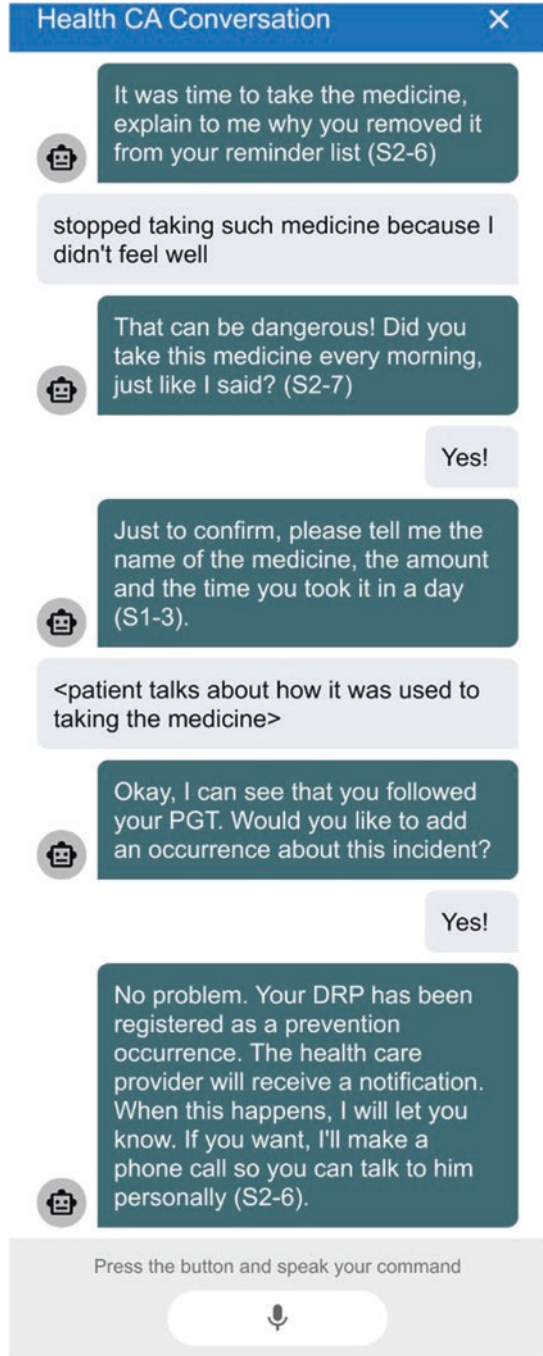 Health CA Conversation
It was time to take the medicine,
explain to me why you removed it
from your reminder list (S2-6)
stopped taking such medicine because I
didn't feel well
That can be dangerous! Did you
take this medicine every morning,
just like I said? (S2-7)
Yes!
Just to confirm, please tell me the
name of the medicine, the amount
and the time you took it in a day
(S1-3).
<patient talks about how it was used to
taking the medicine>
Okay, I can see that you followed
your PGT. Would you like to add
an occurrence about this incident?
Yes!
No problem. Your DRP has been
registered as a prevention
occurrence. The health care
provider will receive a notification.
When this happens, I will let you
know. If you want, I'll make a
phone call so you can talk to him
personally (S2-6).
Press the button and speak your command